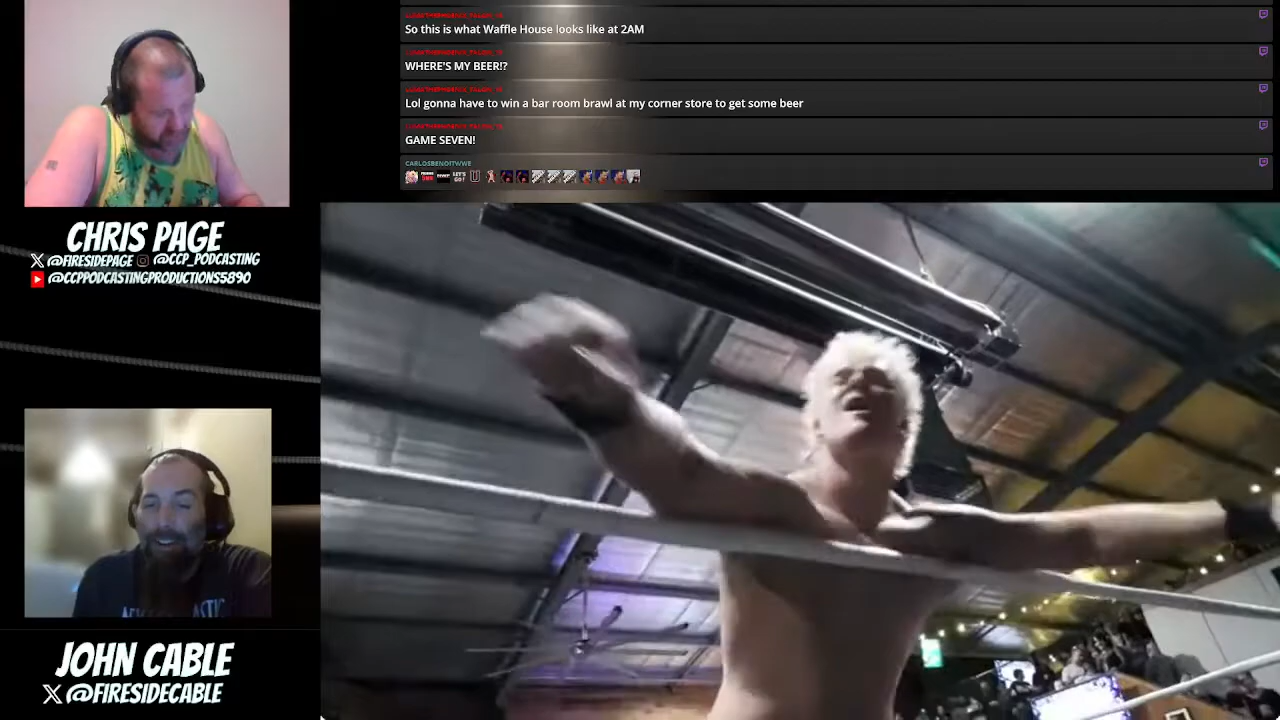 So this is what Waffle House looks like at 2AM
WHERE'S MY BEER!?
Lol gonna have to win a bar room brawl at my corner store to get some beer
GAME SEVEN!
CARLOSBENOITWWE
CHRIS PAGE
@FIRESIDEPAGE @CCP_PODCASTING
@CCPPODCASTINGPRODUCTIONS5890
JOHN CABLE
@FIRESIDECABLE